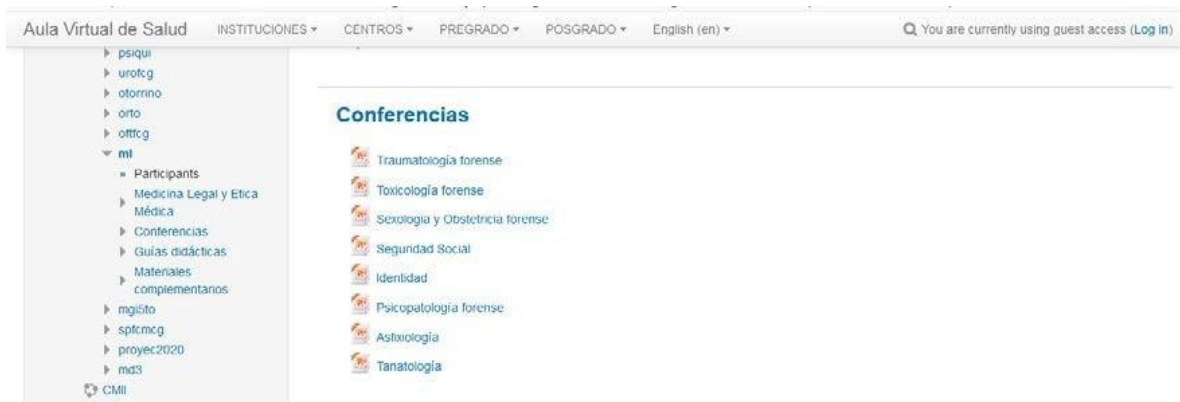 Aula Virtual de Salud INSTITUCIONES CENTROS PREGRADO POSGRADO English (en) You are currently using guest access (Log in)
psiqui
urofcg
otorrino
orto
oftfcg
ml
Participants
Medicina Legal y Etica
Médica
Conferencias
Guías didácticas
Materiales
complementarios
mgi5to
spfcmcg
proyec2020
md3
CMII
Conferencias
Traumatología forense
Toxicología forense
Sexología y Obstetricia forense
Seguridad Social
Identidad
Psicopatología forense
Asfixiología
Tanatología